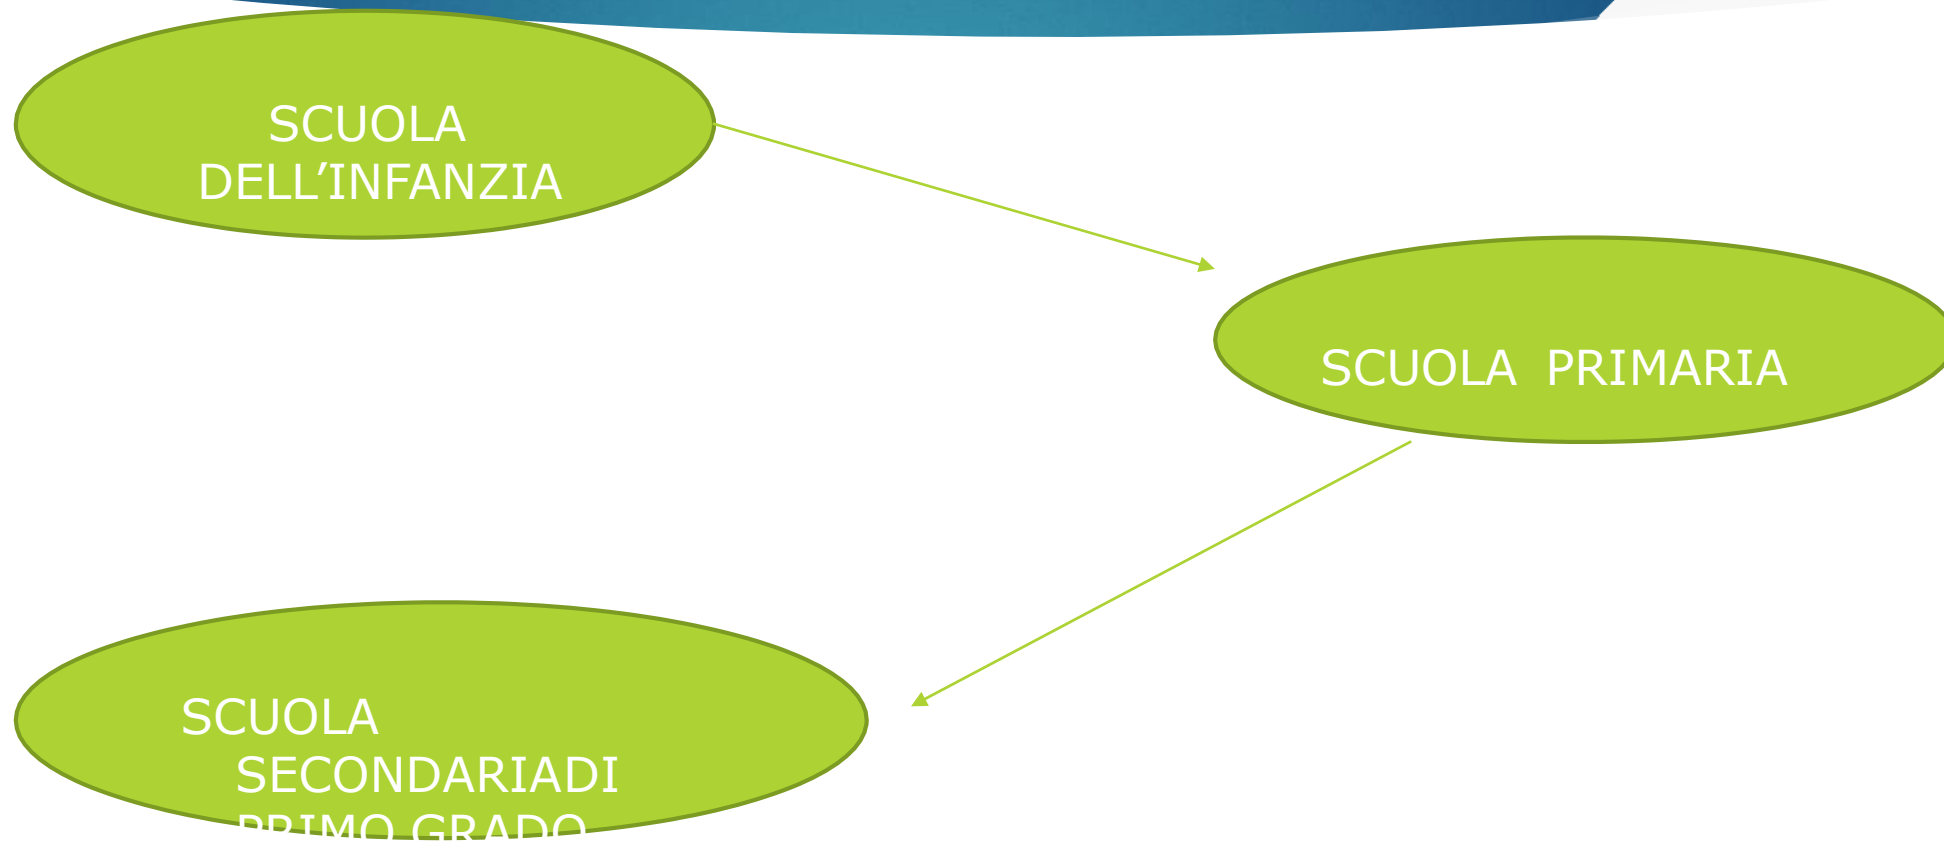 SCUOLA
DELL’INFANZIA
SCUOLA PRIMARIA
SCUOLA
SECONDARIADI
PRIMO GRADO